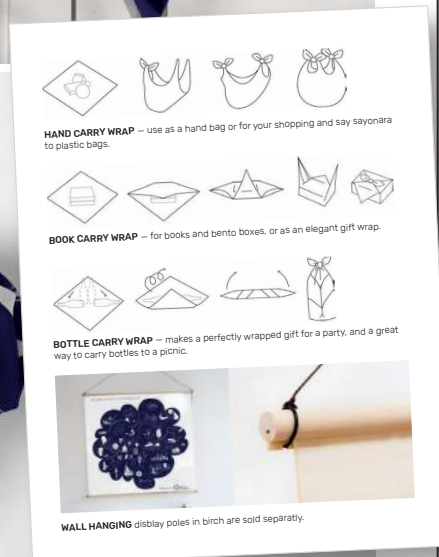 HAND CARRY WRAP – use as a hand bag or for your shopping and say sayonara
to plastic bags.
BOOK CARRY WRAP – for books and bento boxes, or as an elegant gift wrap.
BOTTLE CARRY WRAP – makes a perfectly wrapped gift for a party, and a great
way to carry bottles to a picnic.
WALL HANGING disblay poles in birch are sold separatly.